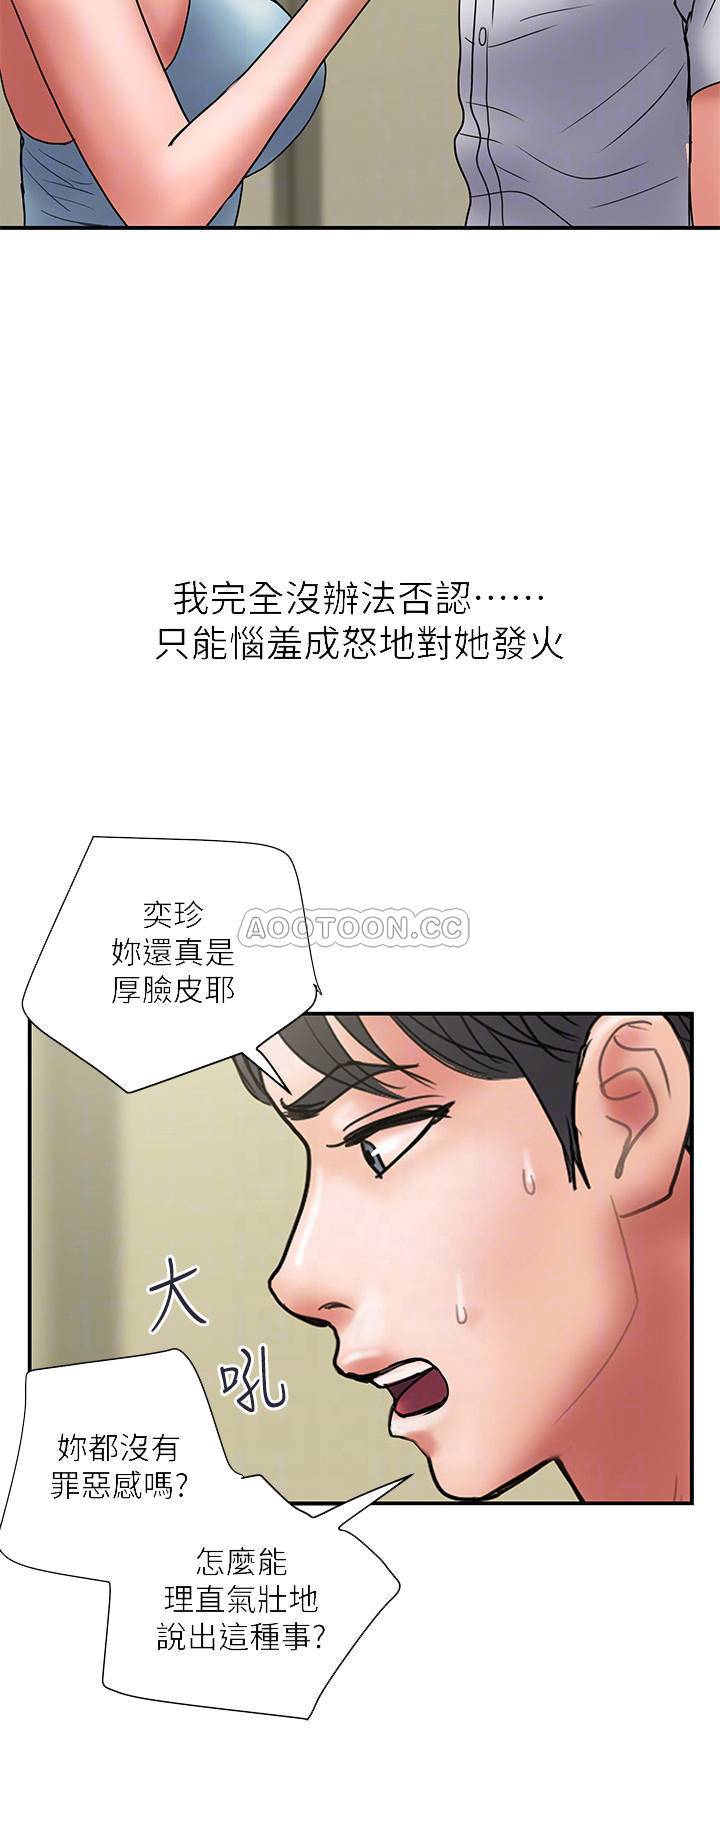 我完全沒辦法否認⋯⋯
只能惱羞成怒地對她發火
奕珍
妳還真是
厚臉皮耶
AOOTOON.CC
大
吼
妳都沒有
罪惡感嗎?
怎麼能
理直氣壯地
說出這種事?